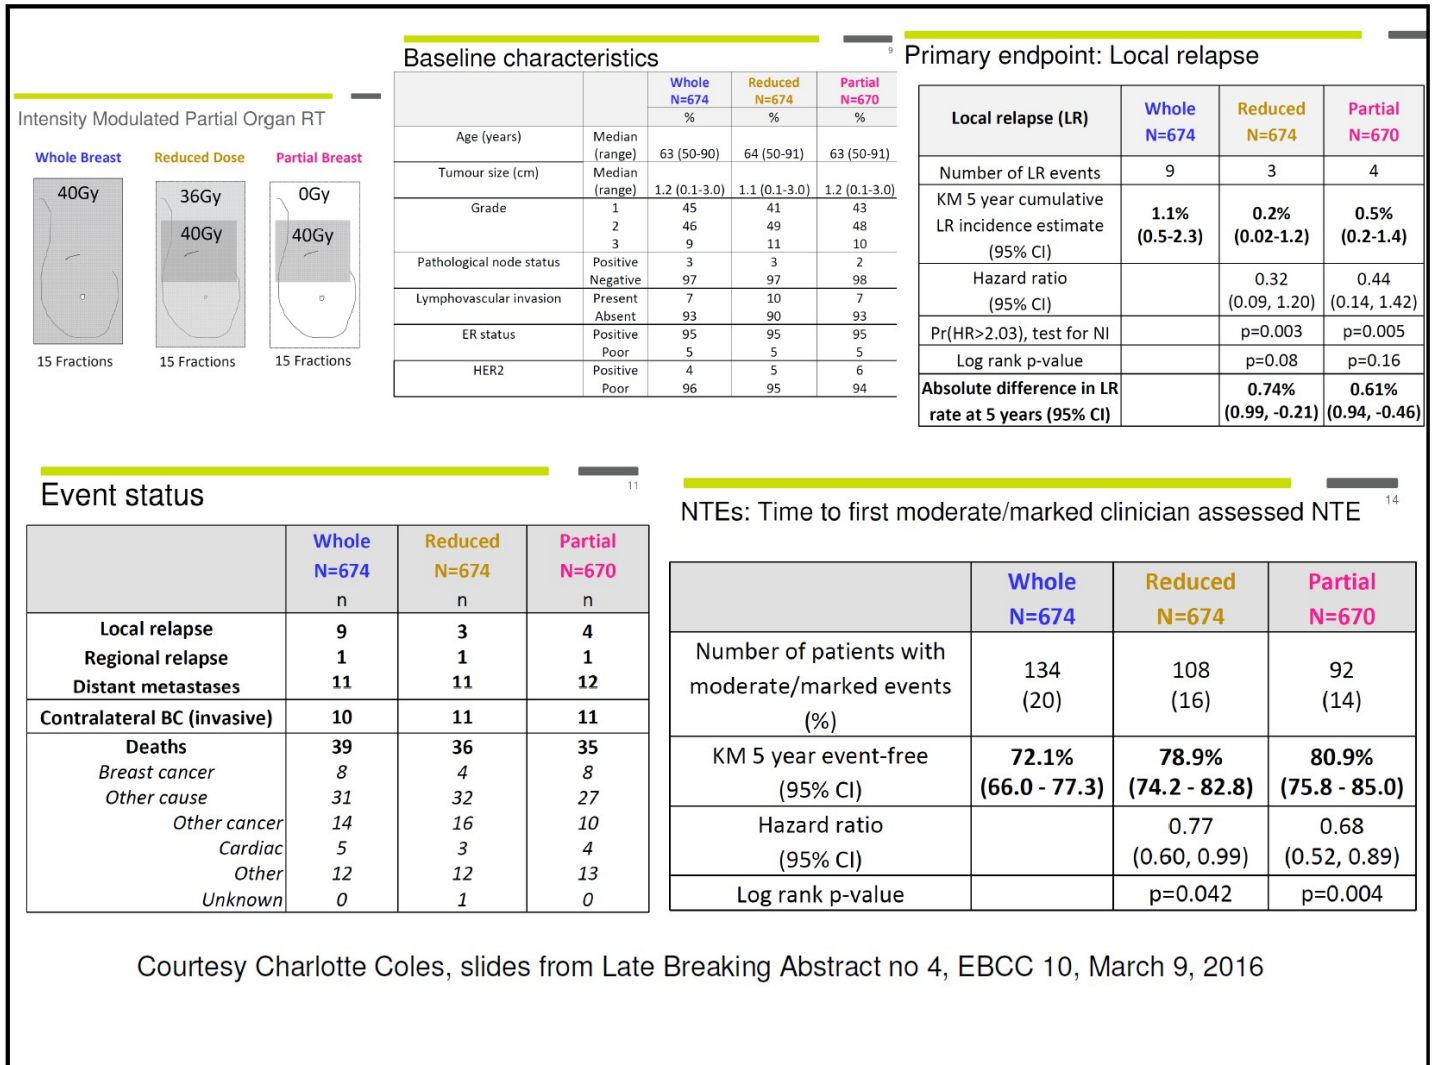 Intensity Modulated Partial Organ RT
Whole Breast Reduced Dose Partial Breast
40Gy 36Gy 0Gy
40Gy 40Gy
15 Fractions 15 Fractions 15 Fractions
9
Baseline characteristics
Whole Reduced Partial
N=674 N=674 N=670
% % %
Age (years) Median
(range) 63 (50-90) 64 (50-91) 63 (50-91)
Tumour size (cm) Median
(range) 1.2 (0.1-3.0) 1.1 (0.1-3.0) 1.2 (0.1-3.0)
Grade 1 45 41 43
2 46 49 48
3 9 11 10
Pathological node status Positive 3 3 2
Negative 97 97 98
Lymphovascular invasion Present 7 10 7
Absent 93 90 93
ER status Positive 95 95 95
Poor 5 5 5
HER2 Positive 4 5 6
Poor 96 95 94
Primary endpoint: Local relapse
Local relapse (LR) Whole Reduced Partial
N=674 N=674 N=670
Number of LR events 9 3 4
KM 5 year cumulative
LR incidence estimate 1.1% 0.2% 0.5%
(95% CI) (0.5-2.3) (0.02-1.2) (0.2-1.4)
Hazard ratio 0.32 0.44
(95% CI) (0.09, 1.20) (0.14, 1.42)
Pr(HR>2.03), test for NI p=0.003 p=0.005
Log rank p-value p=0.08 p=0.16
Absolute difference in LR 0.74% 0.61%
rate at 5 years (95% CI) (0.99, -0.21) (0.94, -0.46)
11
Event status
Whole Reduced Partial
N=674 N=674 N=670
n n n
Local relapse 9 3 4
Regional relapse 1 1 1
Distant metastases 11 11 12
Contralateral BC (invasive) 10 11 11
Deaths 39 36 35
Breast cancer 8 4 8
Other cause 31 32 27
Other cancer 14 16 10
Cardiac 5 3 4
Other 12 12 13
Unknown 0 1 0
14
NTEs: Time to first moderate/marked clinician assessed NTE
Whole Reduced Partial
N=674 N=674 N=670
Number of patients with
moderate/marked events 134 108 92
(%) (20) (16) (14)
KM 5 year event-free 72.1% 78.9% 80.9%
(95% CI) (66.0 - 77.3) (74.2 - 82.8) (75.8 - 85.0)
Hazard ratio 0.77 0.68
(95% CI) (0.60, 0.99) (0.52, 0.89)
Log rank p-value p=0.042 p=0.004
Courtesy Charlotte Coles, slides from Late Breaking Abstract no 4, EBCC 10, March 9, 2016